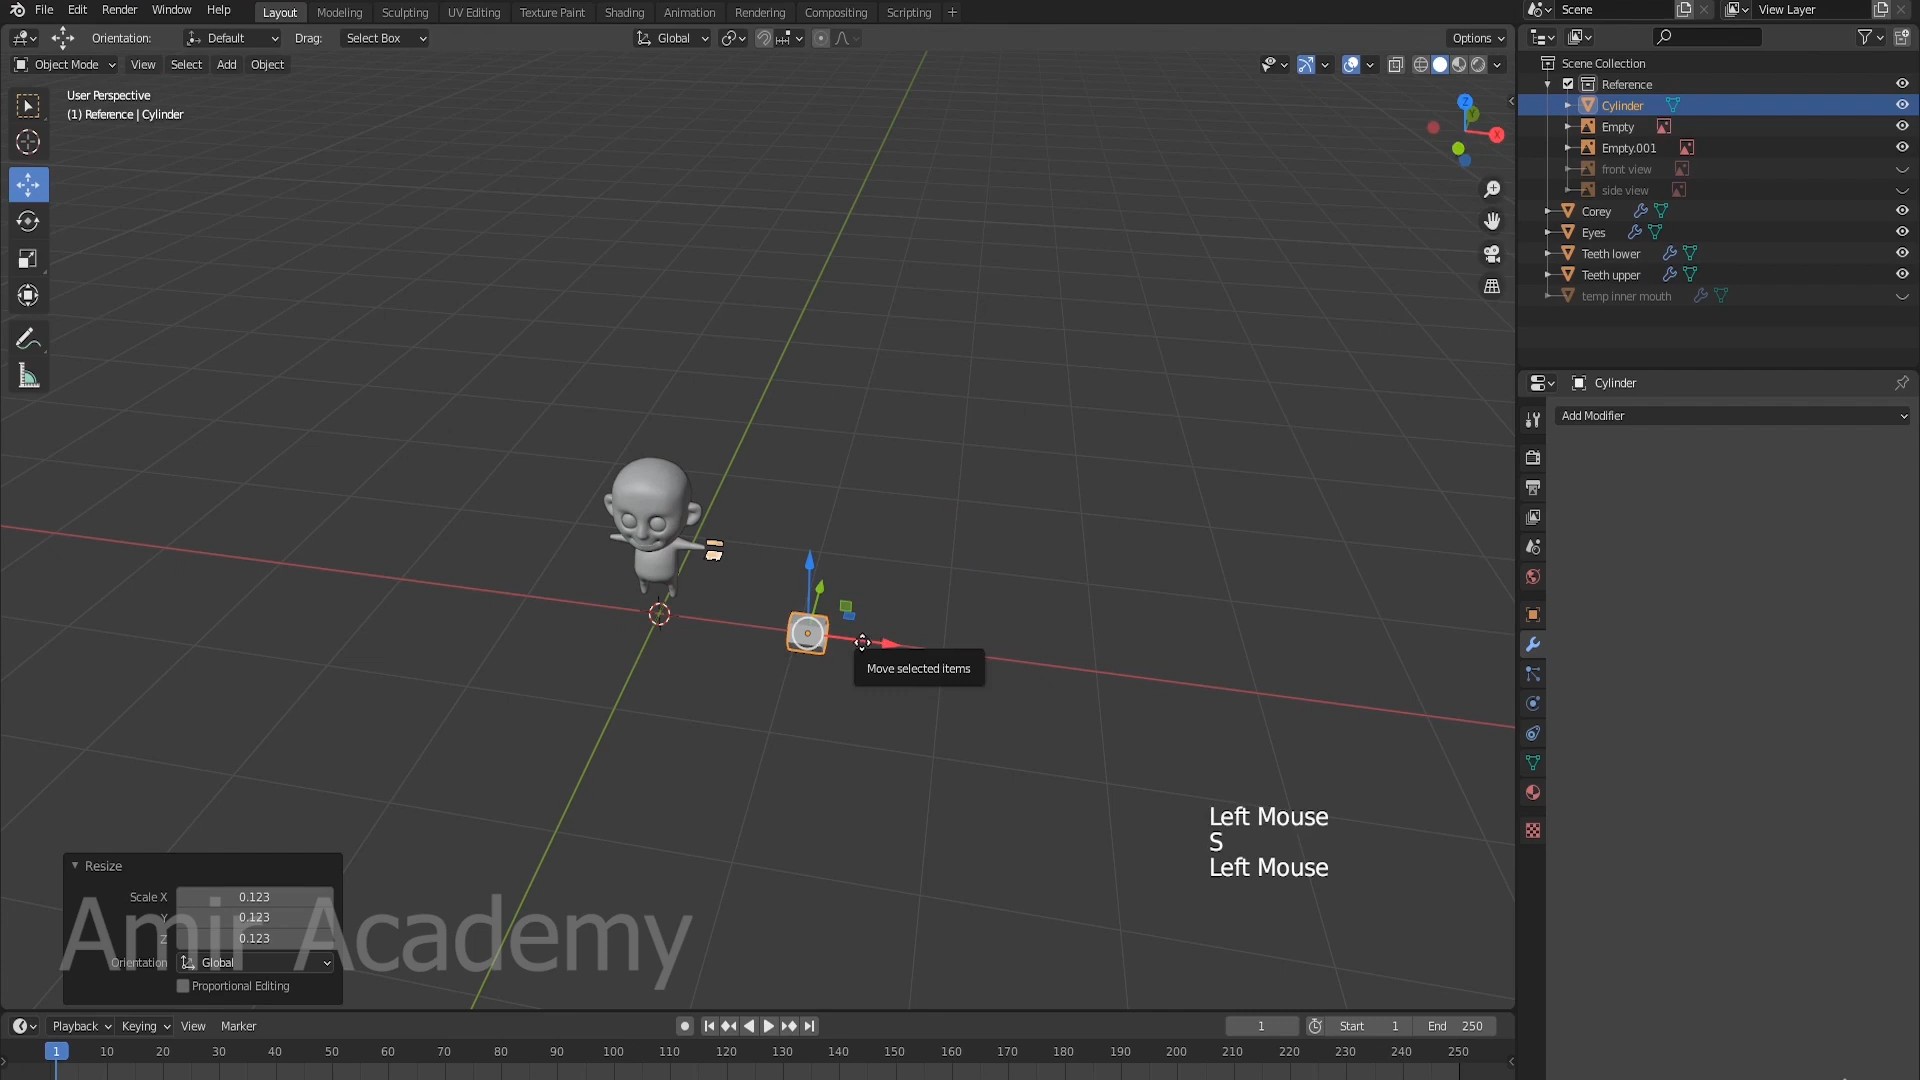 File Edit Render Window Help Layout Modeling Sculpting UV Editing Texture Paint Shading Animation Rendering Compositing Scripting + Scene View Layer
Orientation: Default Drag: Select Box Global Options
Object Mode View Select Add Object
User Perspective
(1) Reference | Cylinder
Z
Y
X
Scene Collection
Reference
Cylinder
Empty
Empty.001
front view
side view
Corey
Eyes
Teeth lower
Teeth upper
temp inner mouth
Cylinder
Add Modifier
Move selected items
Left Mouse
S
Left Mouse
Resize
Scale X 0.123
Y 0.123
Z 0.123
Orientation Global
Proportional Editing
Amir Academy
Playback Keying View Marker 1 Start 1 End 250
1 10 20 30 40 50 60 70 80 90 100 110 120 130 140 150 160 170 180 190 200 210 220 230 240 250